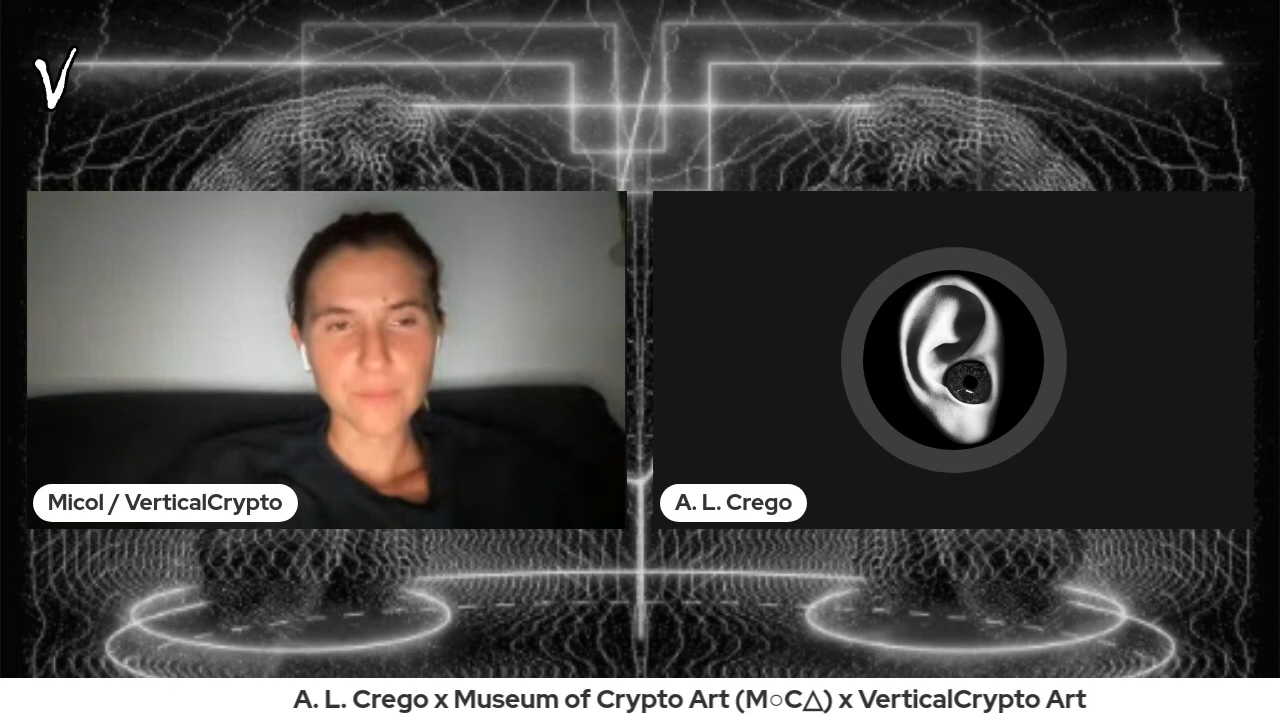 V
Micol / VerticalCrypto
A. L. Crego
A. L. Crego x Museum of Crypto Art (M○C△) x VerticalCrypto Art